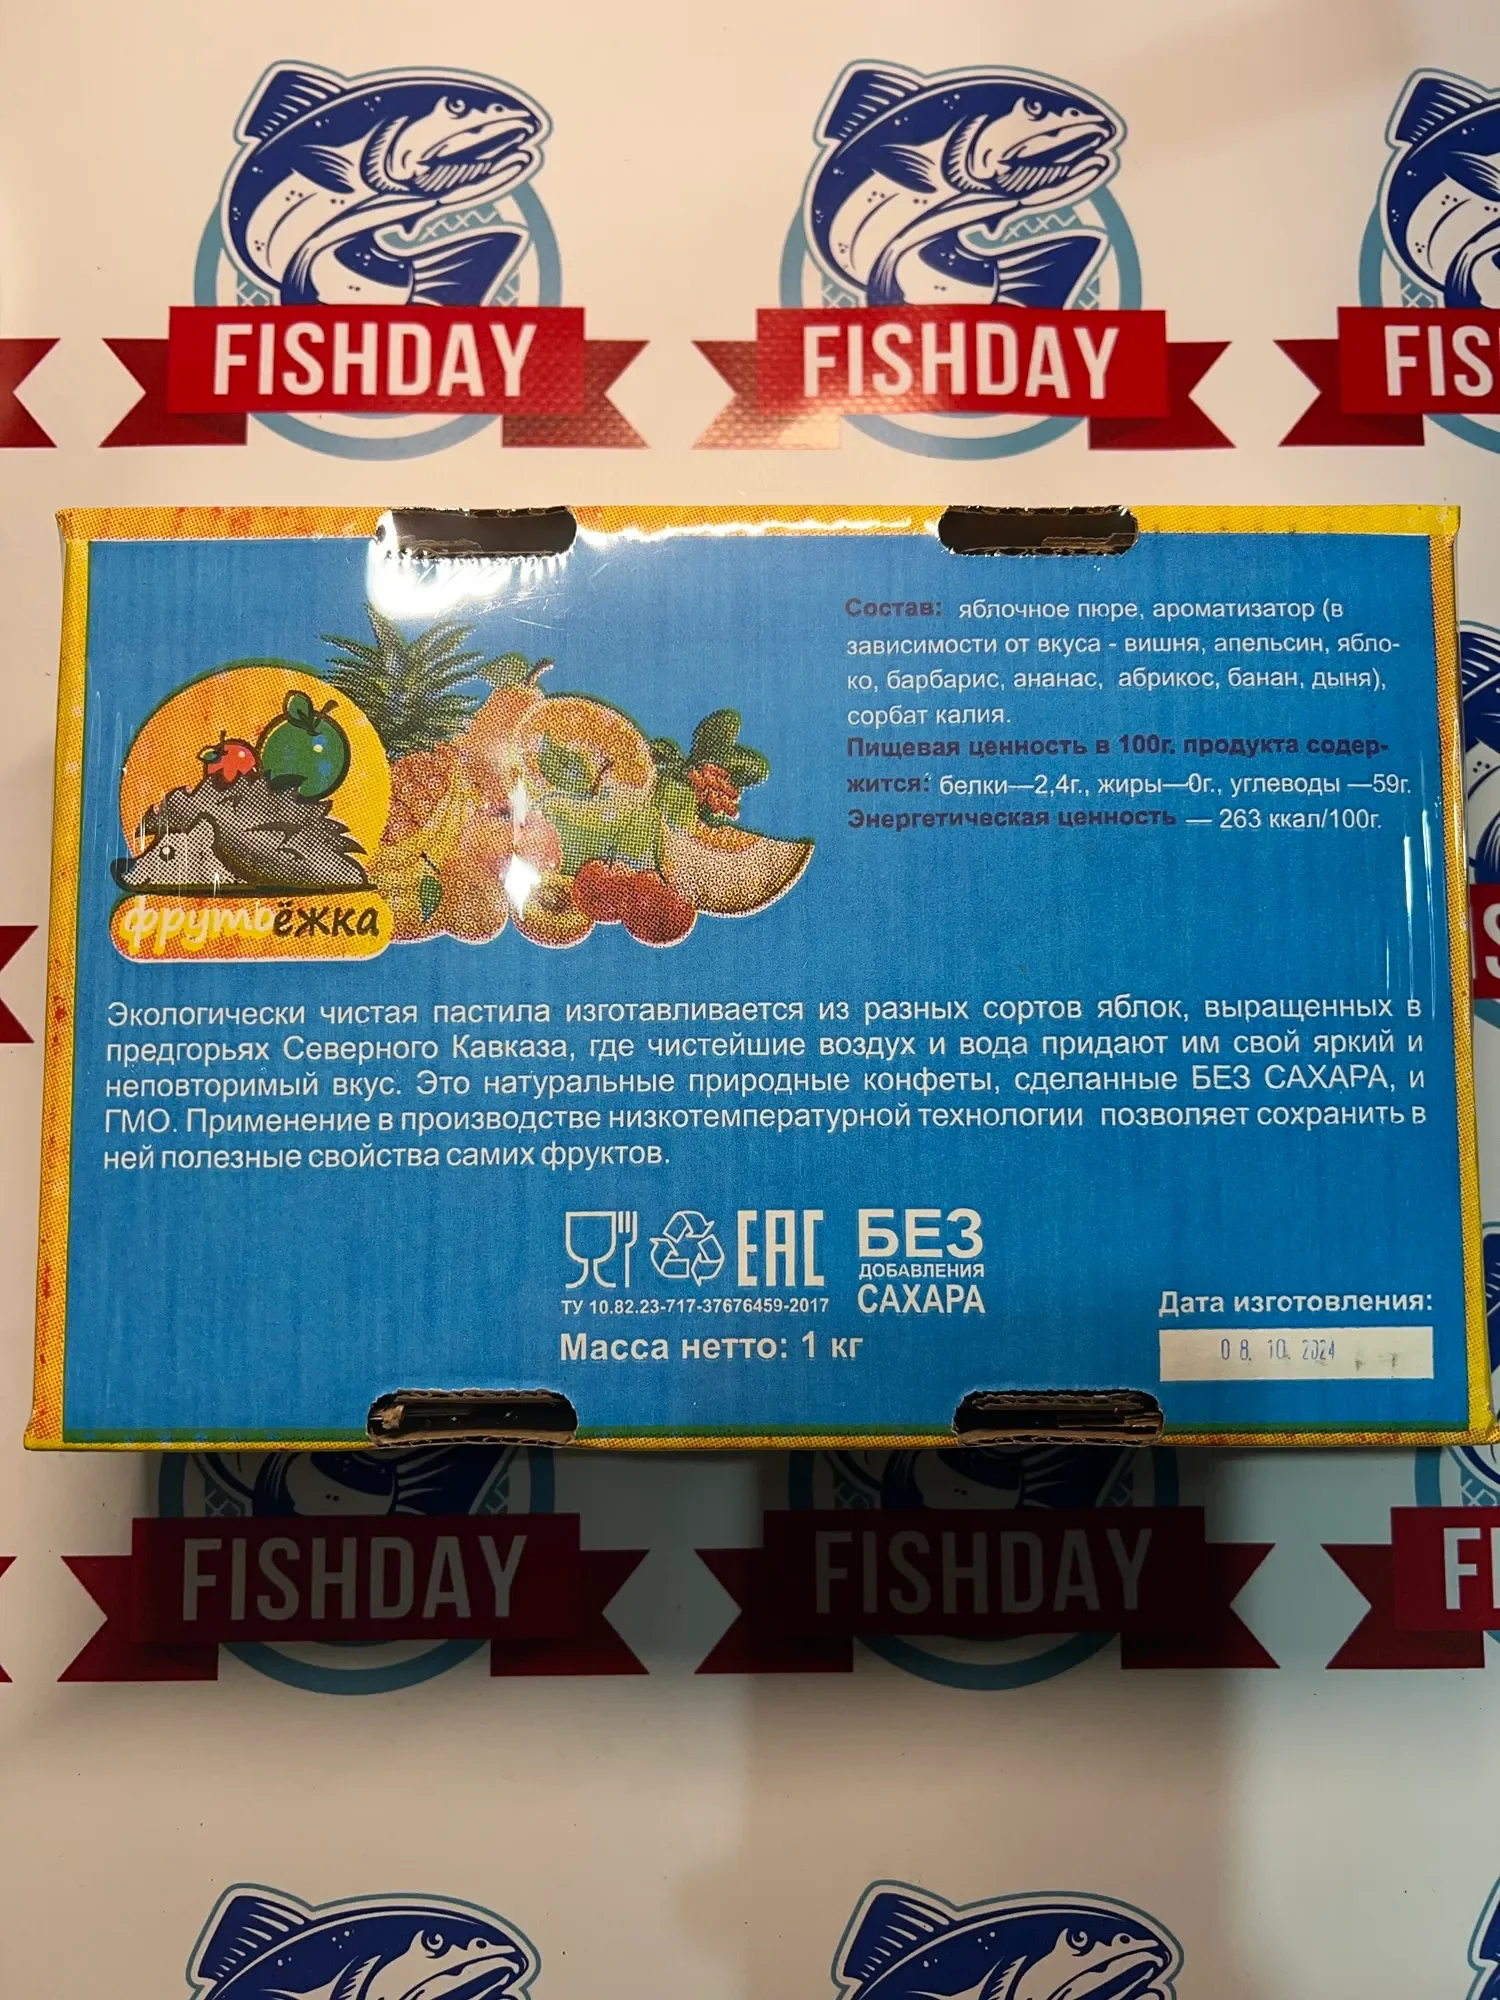 FISHDAY FISHDAY FIS
Состав: яблочное пюре, ароматизатор (в
зависимости от вкуса - вишня, апельсин, ябло-
ко, барбарис, ананас, абрикос, банан, дыня),
сорбат калия.
Пищевая ценность в 100г. продукта содер-
жится: белки—2,4г., жиры—0г., углеводы —59г.
Энергетическая ценность — 263 ккал/100г.
фрутоёжка
Экологически чистая пастила изготавливается из разных сортов яблок, выращенных в
предгорьях Северного Кавказа, где чистейшие воздух и вода придают им свой яркий и
неповторимый вкус. Это натуральные природные конфеты, сделанные БЕЗ САХАРА, и
ГМО. Применение в производстве низкотемпературной технологии позволяет сохранить в
ней полезные свойства самих фруктов.
ЕАС
БЕЗ
ДОБАВЛЕНИЯ
САХАРА
ТУ 10.82.23-717-37676459-2017
Масса нетто: 1 кг
Дата изготовления:
08. 10. 2024
FISHDAY FISHDAY